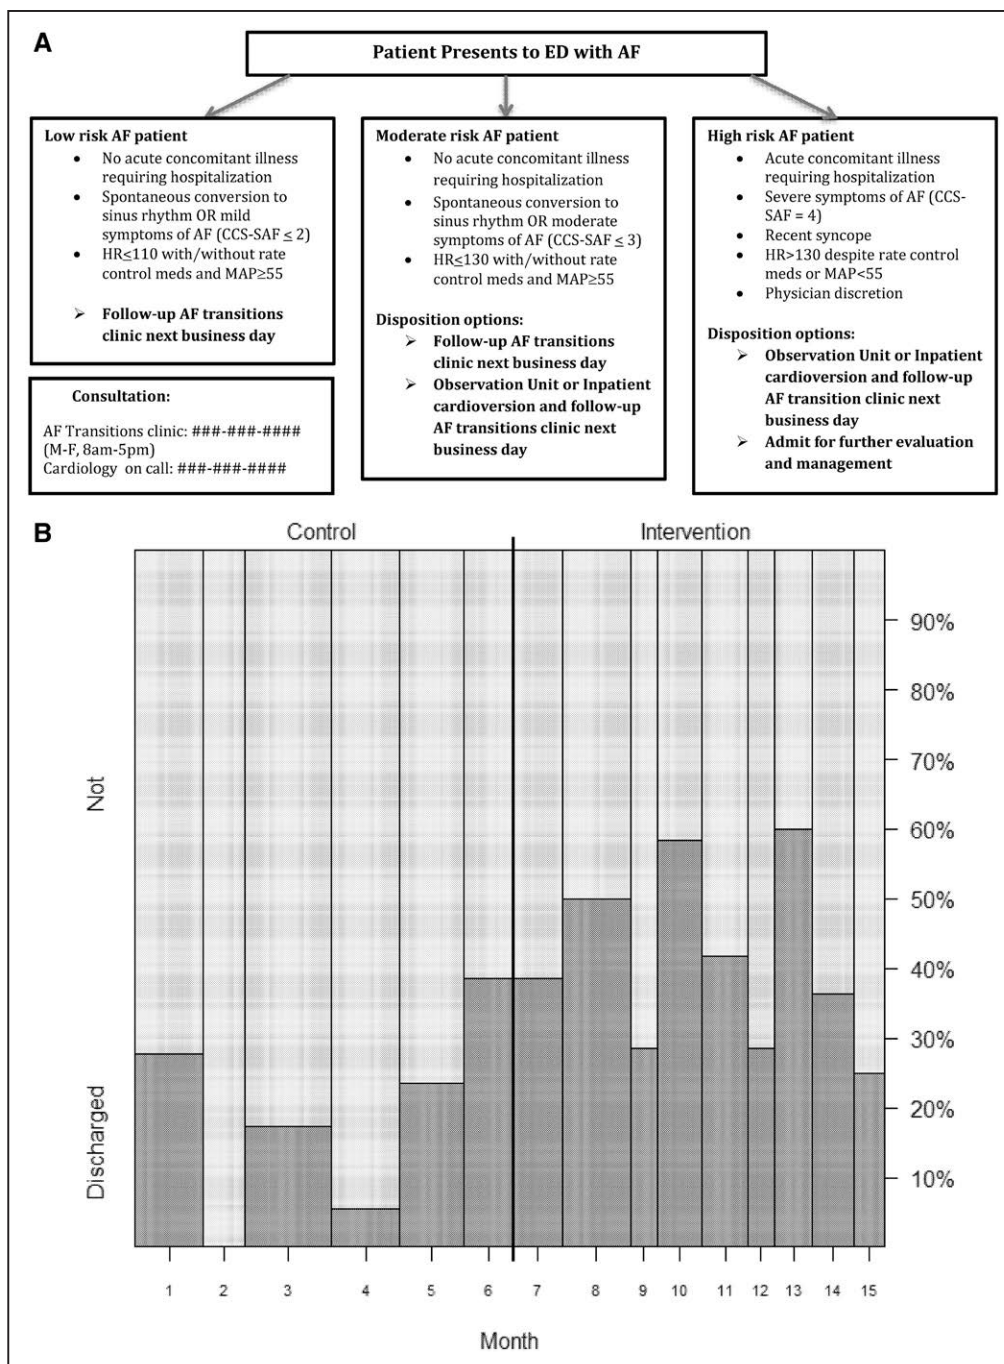 A
Patient Presents to ED with AF
Low risk AF patient
• No acute concomitant illness
requiring hospitalization
• Spontaneous conversion to
sinus rhythm OR mild
symptoms of AF (CCS-SAF ≤ 2)
• HR≤110 with/without rate
control meds and MAP≥55
➢ Follow-up AF transitions
clinic next business day
Consultation:
AF Transitions clinic: ###-###-####
(M-F, 8am-5pm)
Cardiology on call: ###-###-####
Moderate risk AF patient
• No acute concomitant illness
requiring hospitalization
• Spontaneous conversion to
sinus rhythm OR moderate
symptoms of AF (CCS-SAF ≤ 3)
• HR≤130 with/without rate
control meds and MAP≥55
Disposition options:
➢ Follow-up AF transitions
clinic next business day
➢ Observation Unit or Inpatient
cardioversion and follow-up
AF transitions clinic next
business day
High risk AF patient
• Acute concomitant illness
requiring hospitalization
• Severe symptoms of AF (CCS-
SAF = 4)
• Recent syncope
• HR>130 despite rate control
meds or MAP<55
• Physician discretion
Disposition options:
➢ Observation Unit or Inpatient
cardioversion and follow-up
AF transition clinic next
business day
➢ Admit for further evaluation
and management
B
Control
Intervention
Not
Discharged
90%
80%
70%
60%
50%
40%
30%
20%
10%
1 2 3 4 5 6 7 8 9 10 11 12 13 14 15
Month